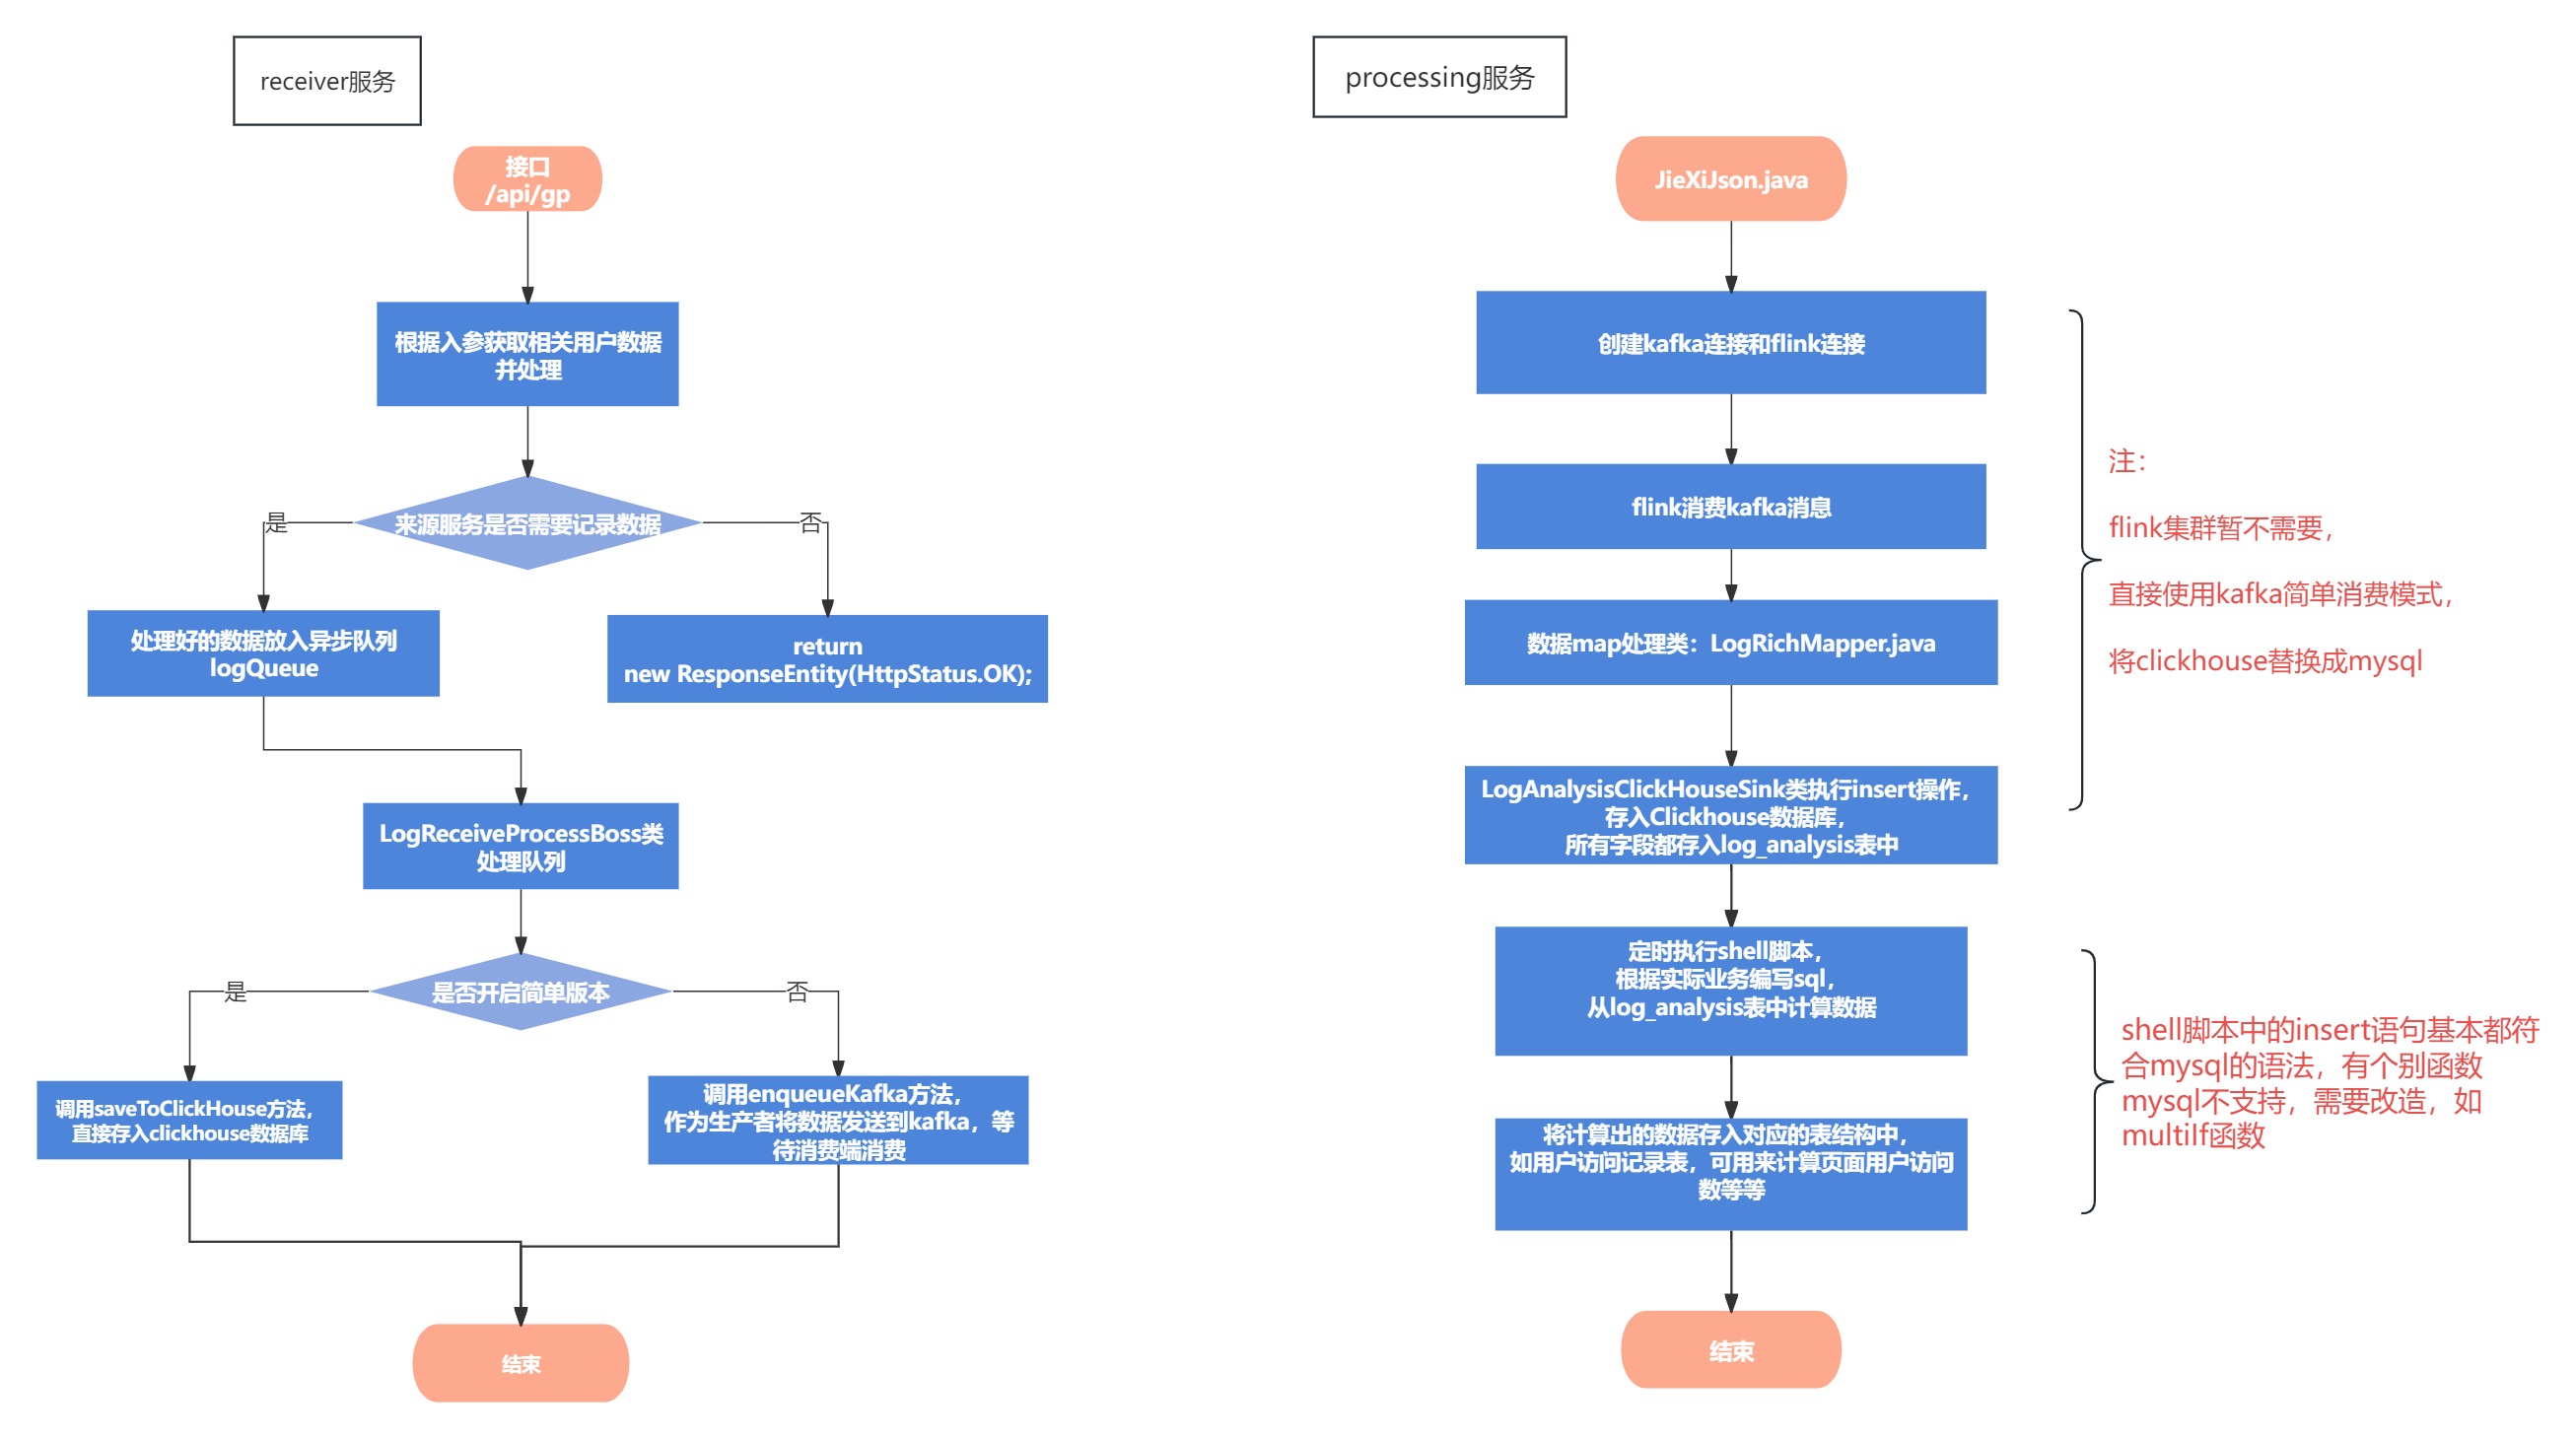 receiver服务
接口
/api/gp
根据入参获取相关用户数据
并处理
来源服务是否需要记录数据
是
否
处理好的数据放入异步队列
logQueue
return
new ResponseEntity(HttpStatus.OK);
LogReceiveProcessBoss类
处理队列
是否开启简单版本
是
否
调用saveToClickHouse方法，
直接存入clickhouse数据库
调用enqueueKafka方法，
作为生产者将数据发送到kafka，等
待消费端消费
结束
processing服务
JieXiJson.java
创建kafka连接和flink连接
flink消费kafka消息
数据map处理类：LogRichMapper.java
LogAnalysisClickHouseSink类执行insert操作，
存入Clickhouse数据库，
所有字段都存入log_analysis表中
定时执行shell脚本，
根据实际业务编写sql，
从log_analysis表中计算数据
将计算出的数据存入对应的表结构中，
如用户访问记录表，可用来计算页面用户访问
数等等
结束
注：
flink集群暂不需要，
直接使用kafka简单消费模式，
将clickhouse替换成mysql
shell脚本中的insert语句基本都符
合mysql的语法，有个别函数
mysql不支持，需要改造，如
multiIf函数